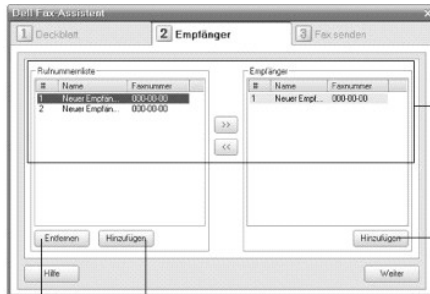 Dell Fax-Assistent
1 Deckblatt 2 Empfänger 3 Fax senden
Rufnummernliste
# Name Faxnummer
1 Neuer Empfän... 000-00-00
2 Neuer Empfän... 000-00-00
>>
<<
Entfernen Hinzufügen
Empfänger
# Name Faxnummer
1 Neuer Empf... 000-00-00
Hinzufügen
Hilfe Weiter